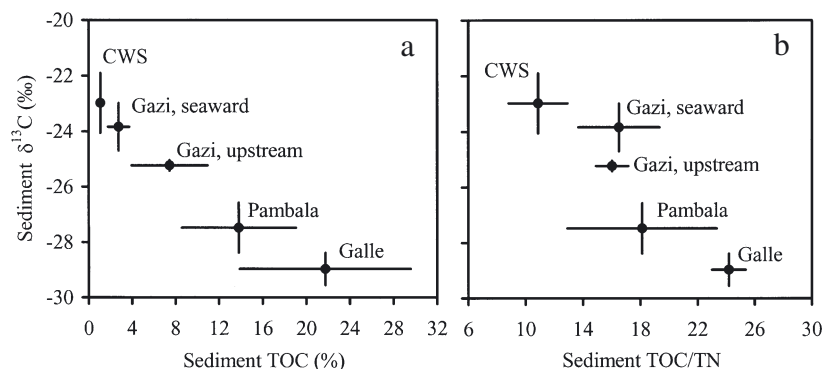 a
b
-20
-22
-24
-26
-28
-30
Sediment δ13C (‰)
CWS
Gazi, seaward
Gazi, upstream
Pambala
Galle
0 4 8 12 16 20 24 28 32
Sediment TOC (%)
CWS
Gazi, seaward
Gazi, upstream
Pambala
Galle
6 10 14 18 22 26 30
Sediment TOC/TN